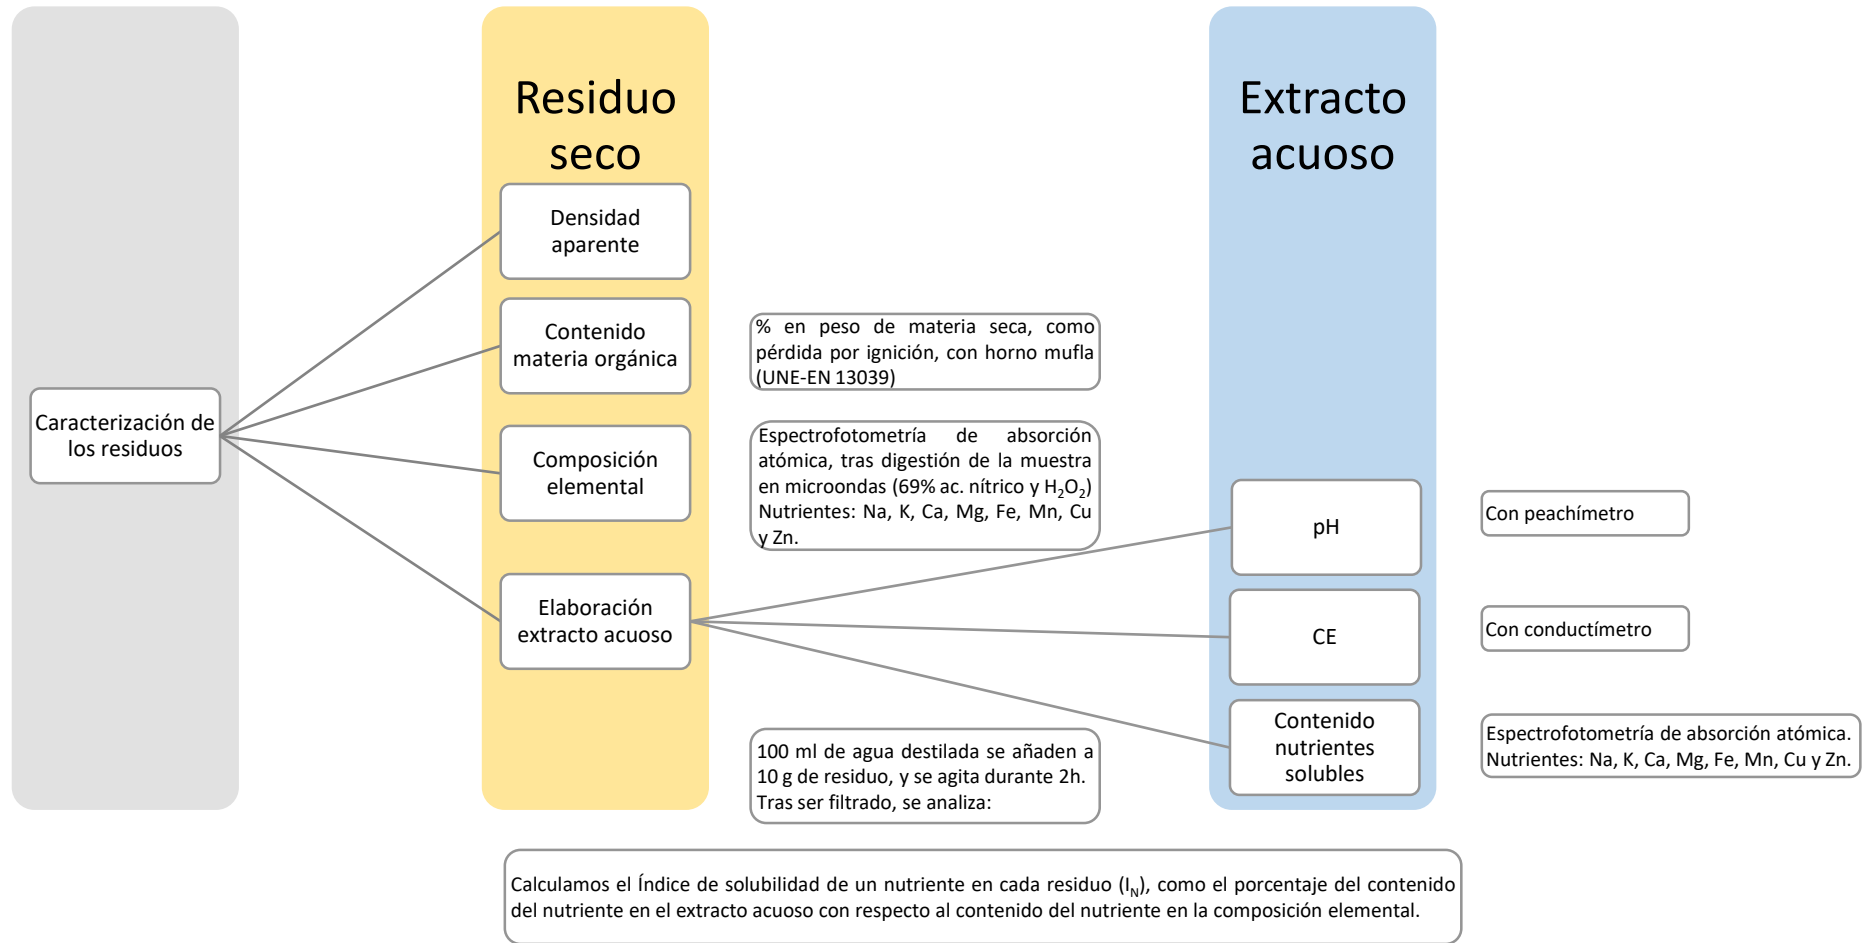 Residuo
seco
Extracto
acuoso
Caracterización de
los residuos
Densidad
aparente
Contenido
materia orgánica
% en peso de materia seca, como
pérdida por ignición, con horno mufla
(UNE-EN 13039)
Composición
elemental
Espectrofotometría de absorción
atómica, tras digestión de la muestra
en microondas (69% ac. nítrico y H₂O₂)
Nutrientes: Na, K, Ca, Mg, Fe, Mn, Cu
y Zn.
Elaboración
extracto acuoso
100 ml de agua destilada se añaden a
10 g de residuo, y se agita durante 2h.
Tras ser filtrado, se analiza:
pH
Con peachímetro
CE
Con conductímetro
Contenido
nutrientes
solubles
Espectrofotometría de absorción atómica.
Nutrientes: Na, K, Ca, Mg, Fe, Mn, Cu y Zn.
Calculamos el Índice de solubilidad de un nutriente en cada residuo (I_N), como el porcentaje del contenido
del nutriente en el extracto acuoso con respecto al contenido del nutriente en la composición elemental.